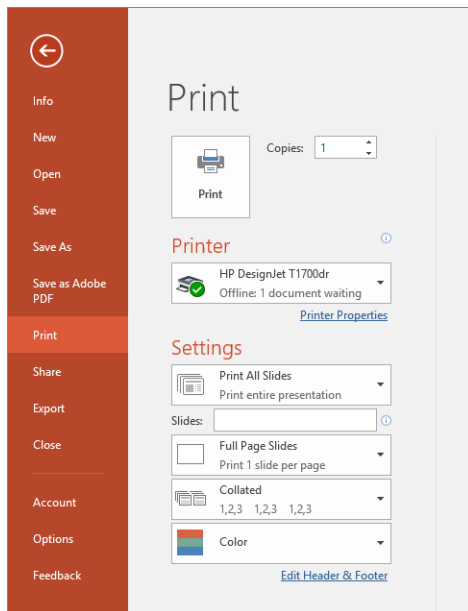 Info
New
Open
Save
Save As
Save as Adobe
PDF
Print
Share
Export
Close
Account
Options
Feedback
Print
Print
Copies: 1
Printer
HP DesignJet T1700dr
Offline: 1 document waiting
Printer Properties
Settings
Print All Slides
Print entire presentation
Slides:
Full Page Slides
Print 1 slide per page
Collated
1,2,3 1,2,3 1,2,3
Color
Edit Header & Footer